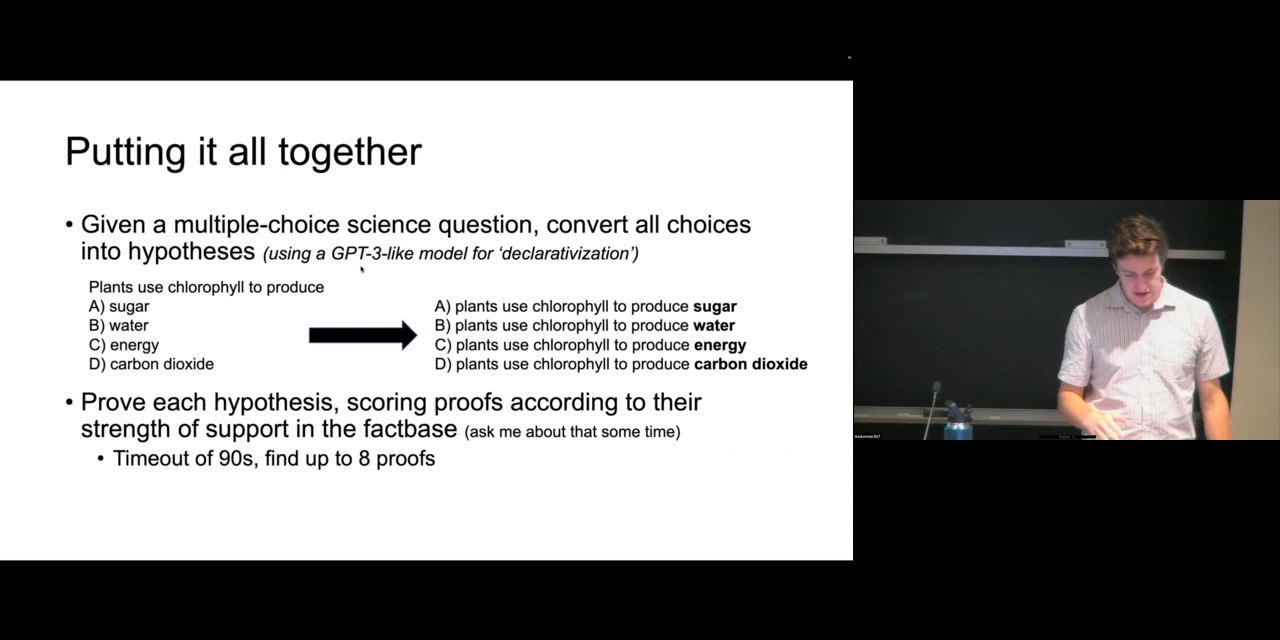 Putting it all together
• Given a multiple-choice science question, convert all choices
into hypotheses (using a GPT-3-like model for ‘declarativization’)
Plants use chlorophyll to produce
A) sugar
B) water
C) energy
D) carbon dioxide
A) plants use chlorophyll to produce sugar
B) plants use chlorophyll to produce water
C) plants use chlorophyll to produce energy
D) plants use chlorophyll to produce carbon dioxide
• Prove each hypothesis, scoring proofs according to their
strength of support in the factbase (ask me about that some time)
• Timeout of 90s, find up to 8 proofs